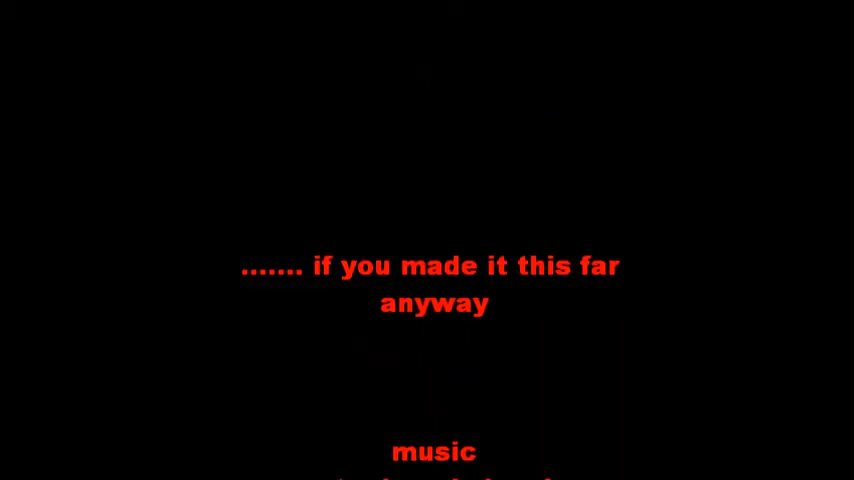 ....... if you made it this far
anyway
music